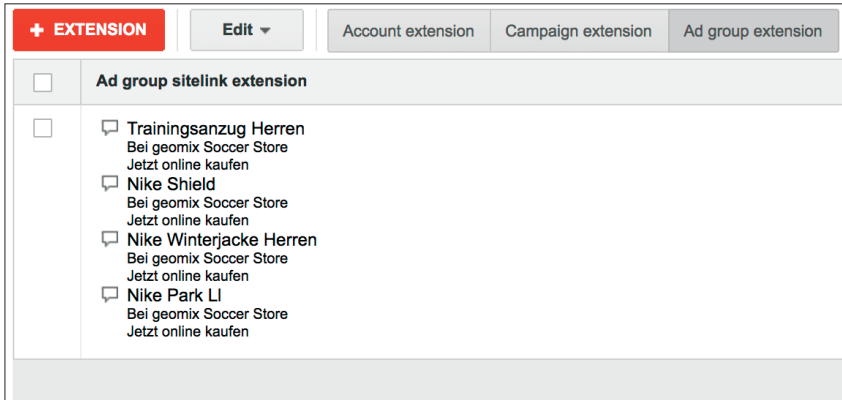 + EXTENSION
Edit
Account extension
Campaign extension
Ad group extension
Ad group sitelink extension
Trainingsanzug Herren
Bei geomix Soccer Store
Jetzt online kaufen
Nike Shield
Bei geomix Soccer Store
Jetzt online kaufen
Nike Winterjacke Herren
Bei geomix Soccer Store
Jetzt online kaufen
Nike Park LI
Bei geomix Soccer Store
Jetzt online kaufen